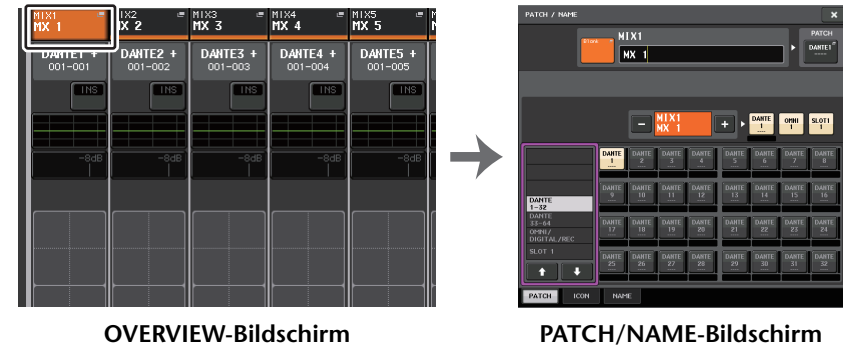 MIX1
MX 1
IX2
X 2
MIX3
MX 3
MIX4
MX 4
MIX5
MX 5
DANTE1 +
001-001
DANTE2 +
001-002
DANTE3 +
001-003
DANTE4 +
001-004
DANTE5 +
001-005
INS
INS
INS
INS
INS
-8dB
-8dB
-8dB
-8dB
-8dB
OVERVIEW-Bildschirm
PATCH / NAME
MIX1
MX 1
PATCH
DANTE1
----
MIX1
MX 1
DANTE
1
----
OMNI
1
SLOT1
1
DANTE
1-32
DANTE
33-64
OMNI/
DIGITAL/REC
SLOT 1
DANTE
1
DANTE
2
DANTE
3
DANTE
4
DANTE
5
DANTE
6
DANTE
7
DANTE
8
DANTE
9
DANTE
10
DANTE
11
DANTE
12
DANTE
13
DANTE
14
DANTE
15
DANTE
16
DANTE
17
DANTE
18
DANTE
19
DANTE
20
DANTE
21
DANTE
22
DANTE
23
DANTE
24
DANTE
25
DANTE
26
DANTE
27
DANTE
28
DANTE
29
DANTE
30
DANTE
31
DANTE
32
PATCH
ICON
NAME
PATCH/NAME-Bildschirm